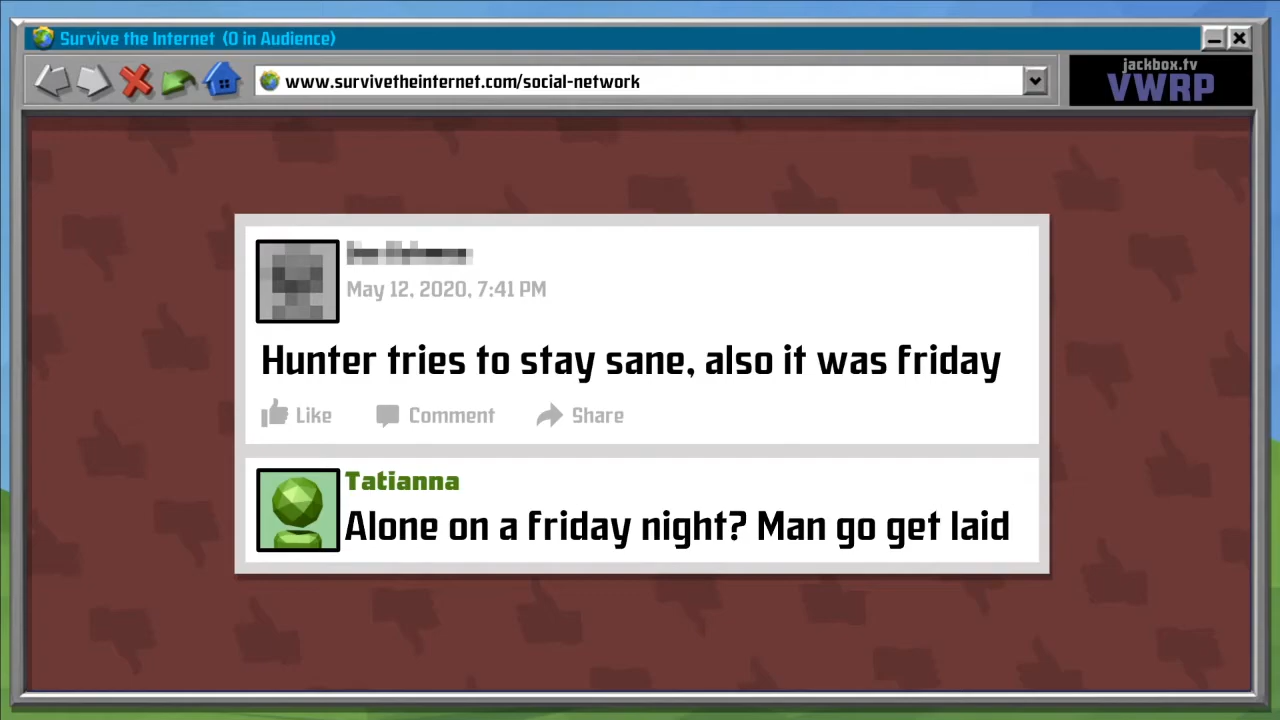 Survive the Internet (0 in Audience)
www.survivetheinternet.com/social-network
jackbox.tv
VWRP
May 12, 2020, 7:41 PM
Hunter tries to stay sane, also it was friday
Like Comment Share
Tatianna
Alone on a friday night? Man go get laid